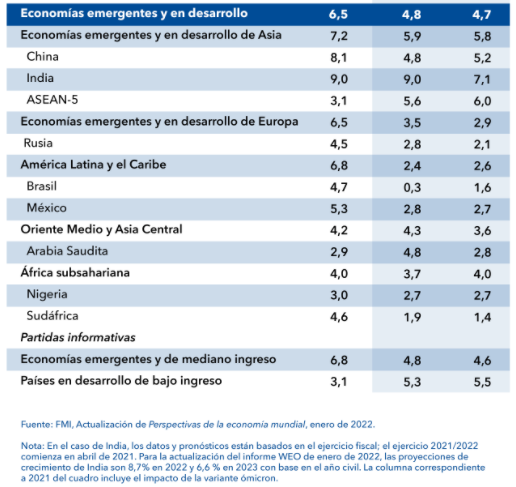 Economías emergentes y en desarrollo 6,5 4,8 4,7
Economías emergentes y en desarrollo de Asia 7,2 5,9 5,8
China 8,1 4,8 5,2
India 9,0 9,0 7,1
ASEAN-5 3,1 5,6 6,0
Economías emergentes y en desarrollo de Europa 6,5 3,5 2,9
Rusia 4,5 2,8 2,1
América Latina y el Caribe 6,8 2,4 2,6
Brasil 4,7 0,3 1,6
México 5,3 2,8 2,7
Oriente Medio y Asia Central 4,2 4,3 3,6
Arabia Saudita 2,9 4,8 2,8
África subsahariana 4,0 3,7 4,0
Nigeria 3,0 2,7 2,7
Sudáfrica 4,6 1,9 1,4
Partidas informativas
Economías emergentes y de mediano ingreso 6,8 4,8 4,6
Países en desarrollo de bajo ingreso 3,1 5,3 5,5
Fuente: FMI, Actualización de Perspectivas de la economía mundial, enero de 2022.
Nota: En el caso de India, los datos y pronósticos están basados en el ejercicio fiscal; el ejercicio 2021/2022
comienza en abril de 2021. Para la actualización del informe WEO de enero de 2022, las proyecciones de
crecimiento de India son 8,7% en 2022 y 6,6 % en 2023 con base en el año civil. La columna correspondiente
a 2021 del cuadro incluye el impacto de la variante ómicron.